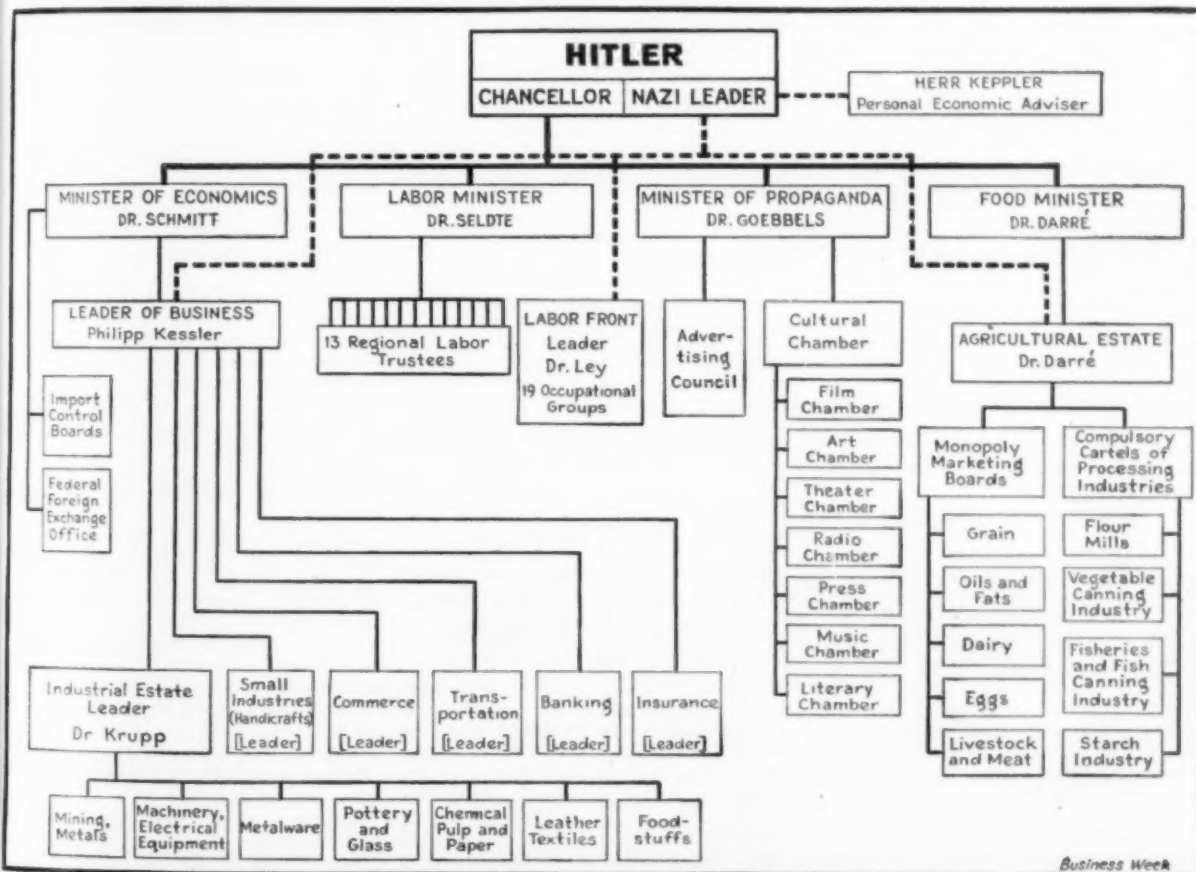 HITLER
CHANCELLOR
NAZI LEADER
HERR KEPPLER
Personal Economic Adviser
MINISTER OF ECONOMICS
DR. SCHMITT
LABOR MINISTER
DR. SELDTE
MINISTER OF PROPAGANDA
DR. GOEBBELS
FOOD MINISTER
DR. DARRÉ
LEADER OF BUSINESS
Philipp Kessler
13 Regional Labor
Trustees
LABOR FRONT
Leader
Dr. Ley
19 Occupational
Groups
Adver-
tising
Council
Cultural
Chamber
AGRICULTURAL ESTATE
Dr. Darré
Import
Control
Boards
Federal
Foreign
Exchange
Office
Film
Chamber
Art
Chamber
Theater
Chamber
Radio
Chamber
Press
Chamber
Music
Chamber
Literary
Chamber
Monopoly
Marketing
Boards
Grain
Oils and
Fats
Dairy
Eggs
Livestock
and Meat
Compulsory
Cartels of
Processing
Industries
Flour
Mills
Vegetable
Canning
Industry
Fisheries
and Fish
Canning
Industry
Starch
Industry
Industrial Estate
Leader
Dr Krupp
Small
Industries
(Handicrafts)
[Leader]
Commerce
[Leader]
Trans-
portation
[Leader]
Banking
[Leader]
Insurance
[Leader]
Mining,
Metals
Machinery,
Electrical
Equipment
Metalware
Pottery
and
Glass
Chemical
Pulp and
Paper
Leather
Textiles
Food-
stuffs
Business Week